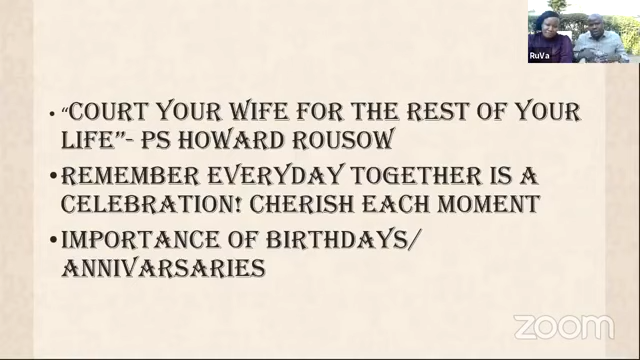 RuVa
• “COURT YOUR WIFE FOR THE REST OF YOUR
LIFE”- PS HOWARD ROUSOW
•REMEMBER EVERYDAY TOGETHER IS A
CELEBRATION! CHERISH EACH MOMENT
•IMPORTANCE OF BIRTHDAYS/
ANNIVARSARIES
zoom